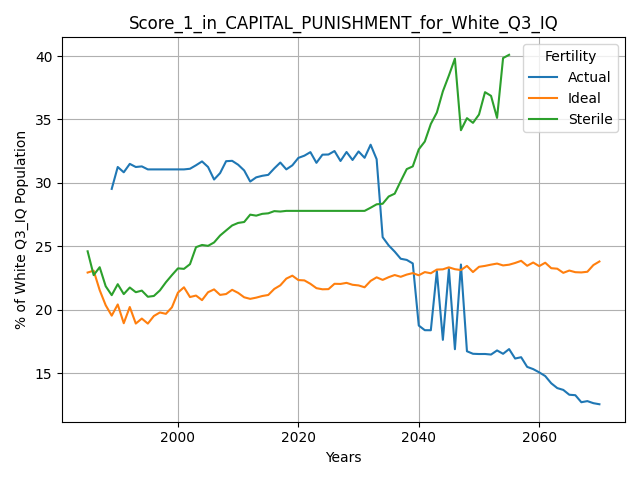 Score_1_in_CAPITAL_PUNISHMENT_for_White_Q3_IQ
Fertility
Actual
Ideal
Sterile
% of White Q3_IQ Population
40
35
30
25
20
15
2000
2020
2040
2060
Years